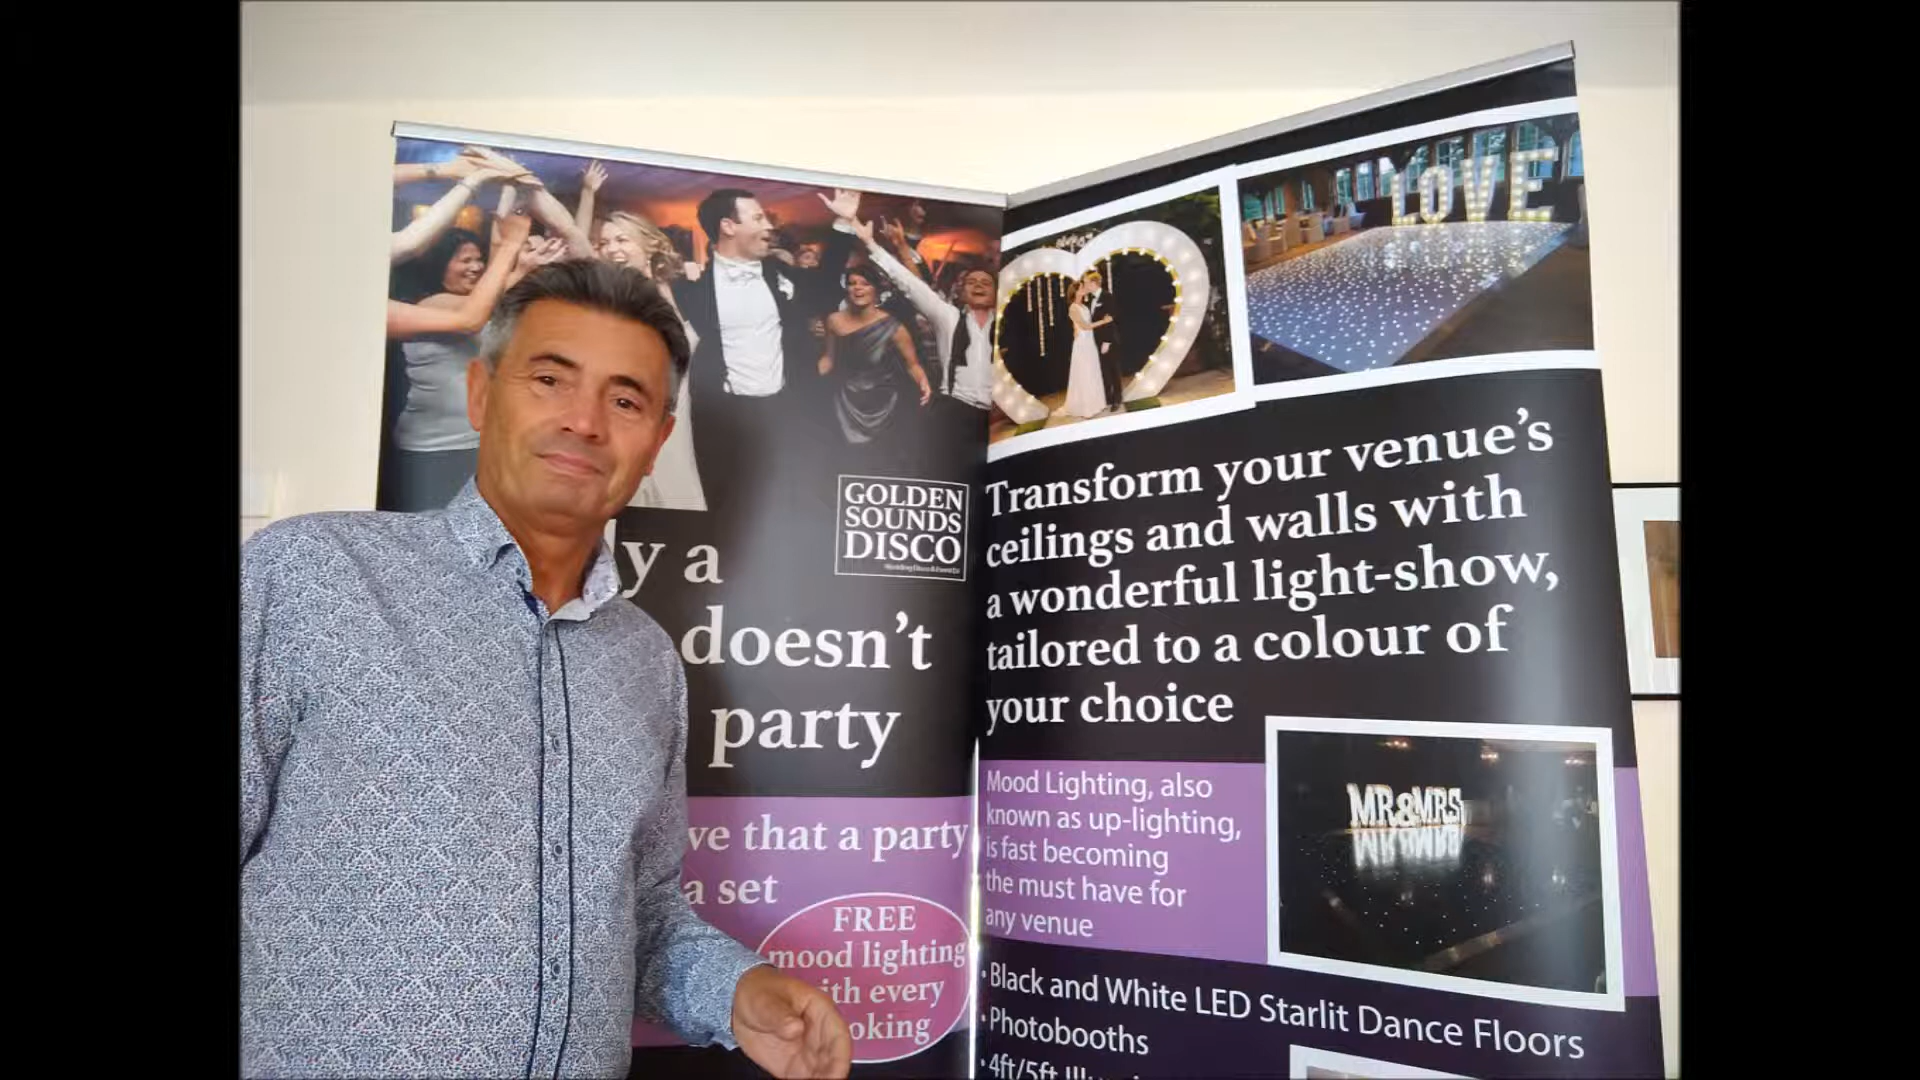 GOLDEN
SOUNDS
DISCO
y a
doesn't
party
ve that a party
a set
FREE
mood lighting
ith every
oking
LOVE
Transform your venue's
ceilings and walls with
a wonderful light-show,
tailored to a colour of
your choice
Mood Lighting, also
known as up-lighting,
is fast becoming
the must have for
any venue
MR&MRS
· Black and White LED Starlit Dance Floors
· Photobooths
· 4ft/5ft